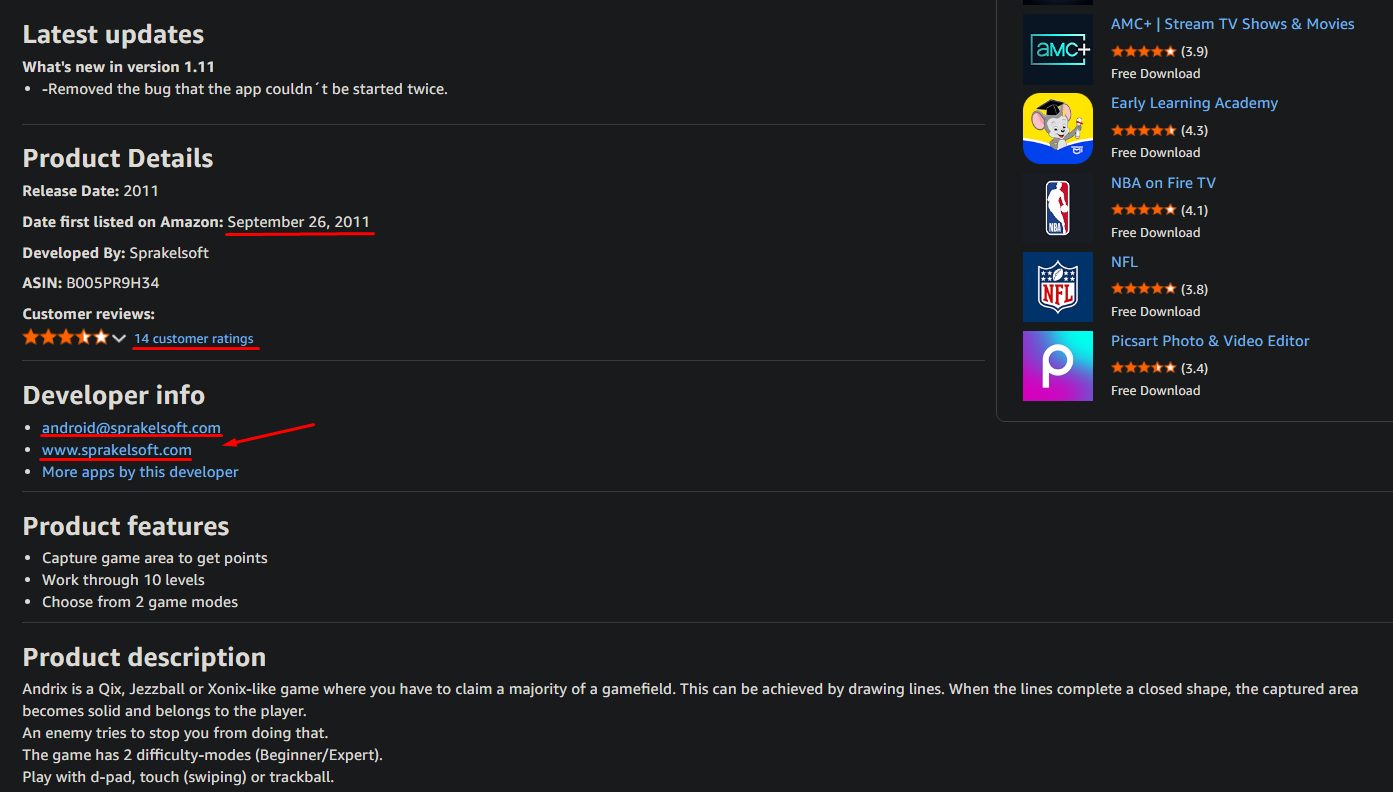 Latest updates
What's new in version 1.11
-Removed the bug that the app couldn´t be started twice.
Product Details
Release Date: 2011
Date first listed on Amazon: September 26, 2011
Developed By: Sprakelsoft
ASIN: B005PR9H34
Customer reviews:
14 customer ratings
Developer info
android@sprakelsoft.com
www.sprakelsoft.com
More apps by this developer
Product features
Capture game area to get points
Work through 10 levels
Choose from 2 game modes
Product description
Andrix is a Qix, Jezzball or Xonix-like game where you have to claim a majority of a gamefield. This can be achieved by drawing lines. When the lines complete a closed shape, the captured area
becomes solid and belongs to the player.
An enemy tries to stop you from doing that.
The game has 2 difficulty-modes (Beginner/Expert).
Play with d-pad, touch (swiping) or trackball.
aMC+
AMC+ | Stream TV Shows & Movies
(3.9)
Free Download
Early Learning Academy
(4.3)
Free Download
NBA
NBA on Fire TV
(4.1)
Free Download
NFL
NFL
(3.8)
Free Download
P
Picsart Photo & Video Editor
(3.4)
Free Download